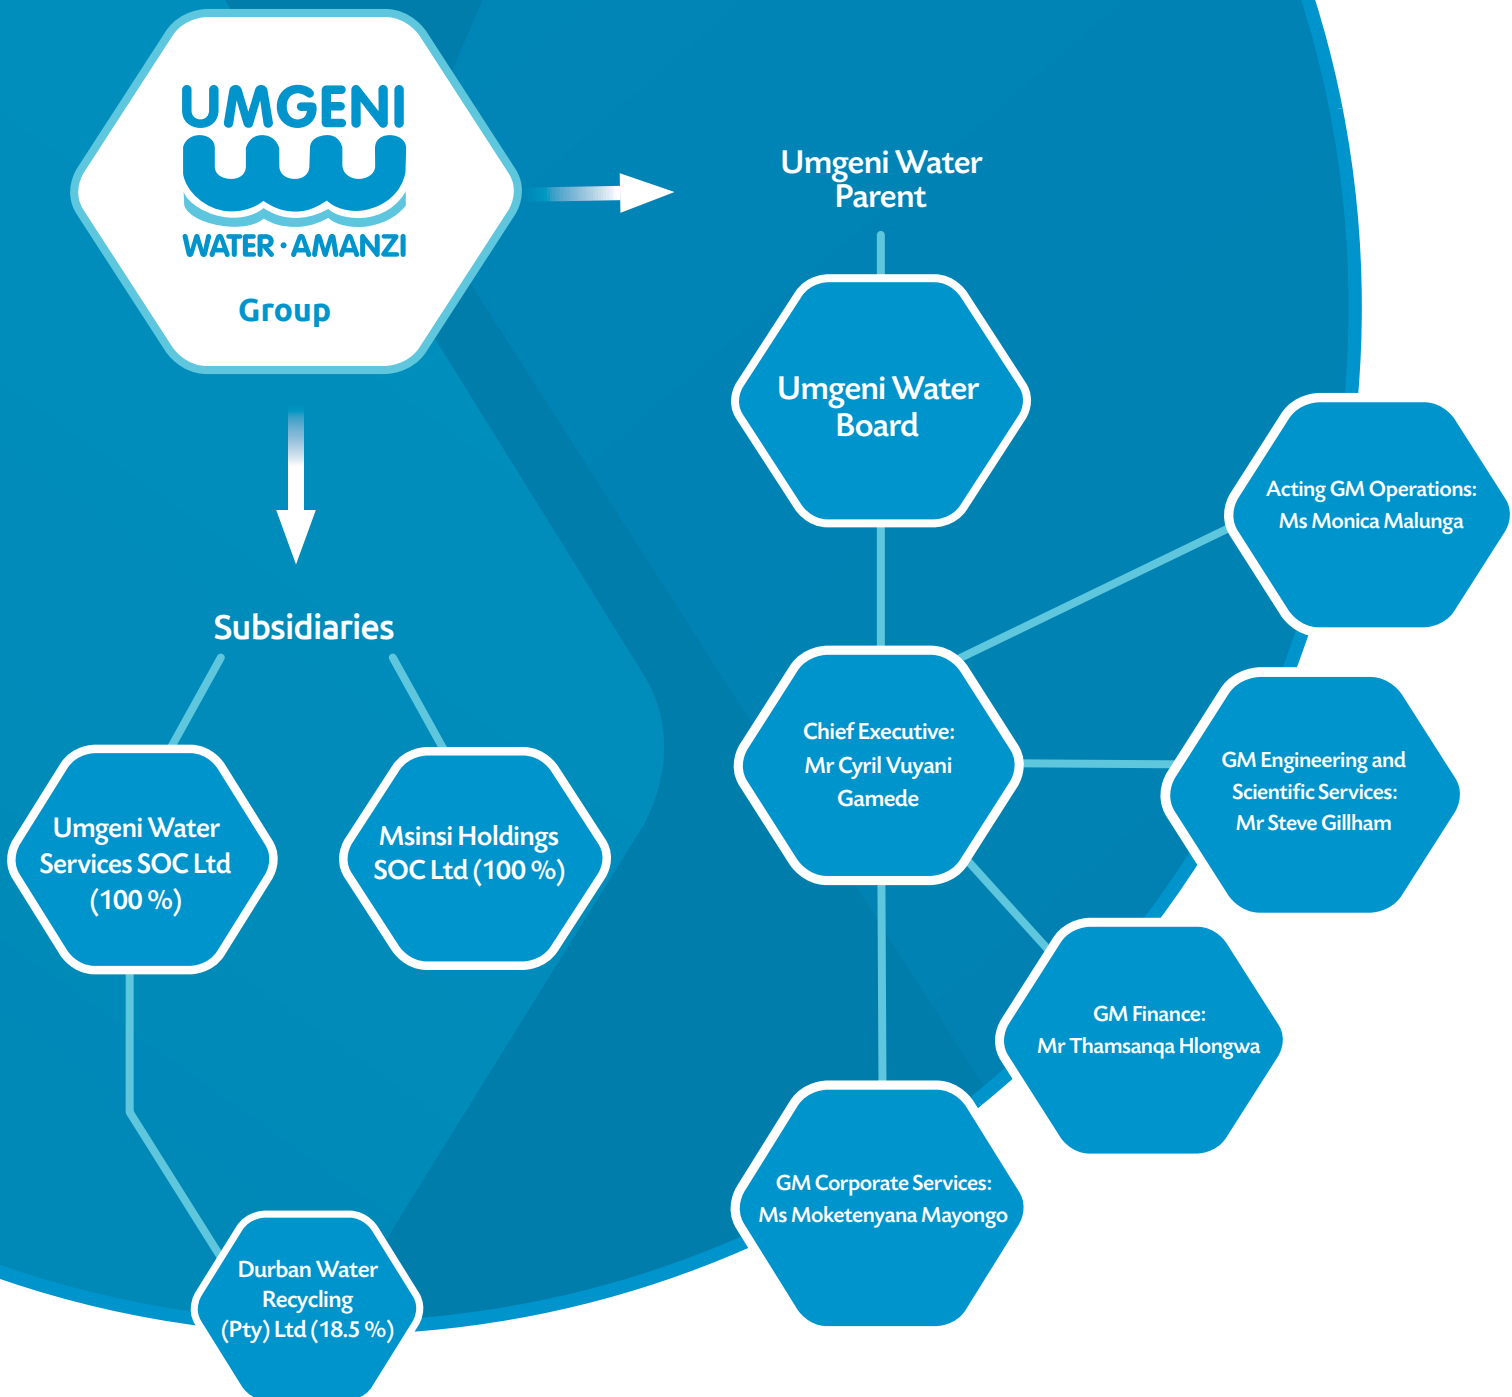 UMGENI
WATER · AMANZI
Group
Umgeni Water
Parent
Umgeni Water
Board
Acting GM Operations:
Ms Monica Malunga
Chief Executive:
Mr Cyril Vuyani
Gamede
GM Engineering and
Scientific Services:
Mr Steve Gillham
GM Finance:
Mr Thamsanqa Hlongwa
GM Corporate Services:
Ms Moketenyana Mayongo
Subsidiaries
Umgeni Water
Services SOC Ltd
(100 %)
Msinsi Holdings
SOC Ltd (100 %)
Durban Water
Recycling
(Pty) Ltd (18.5 %)